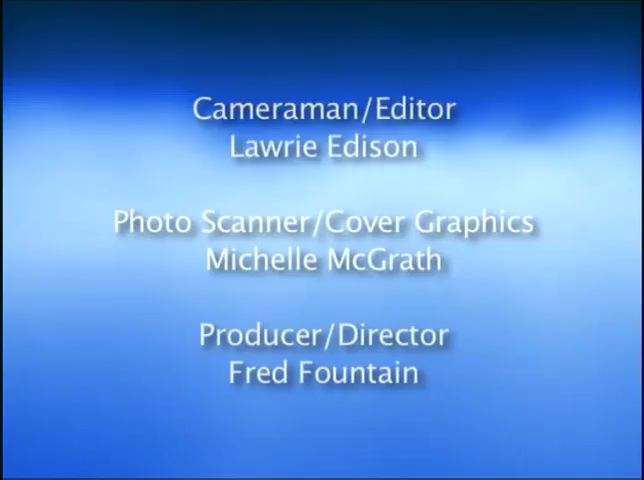 Cameraman/Editor
Lawrie Edison
Photo Scanner/Cover Graphics
Michelle McGrath
Producer/Director
Fred Fountain